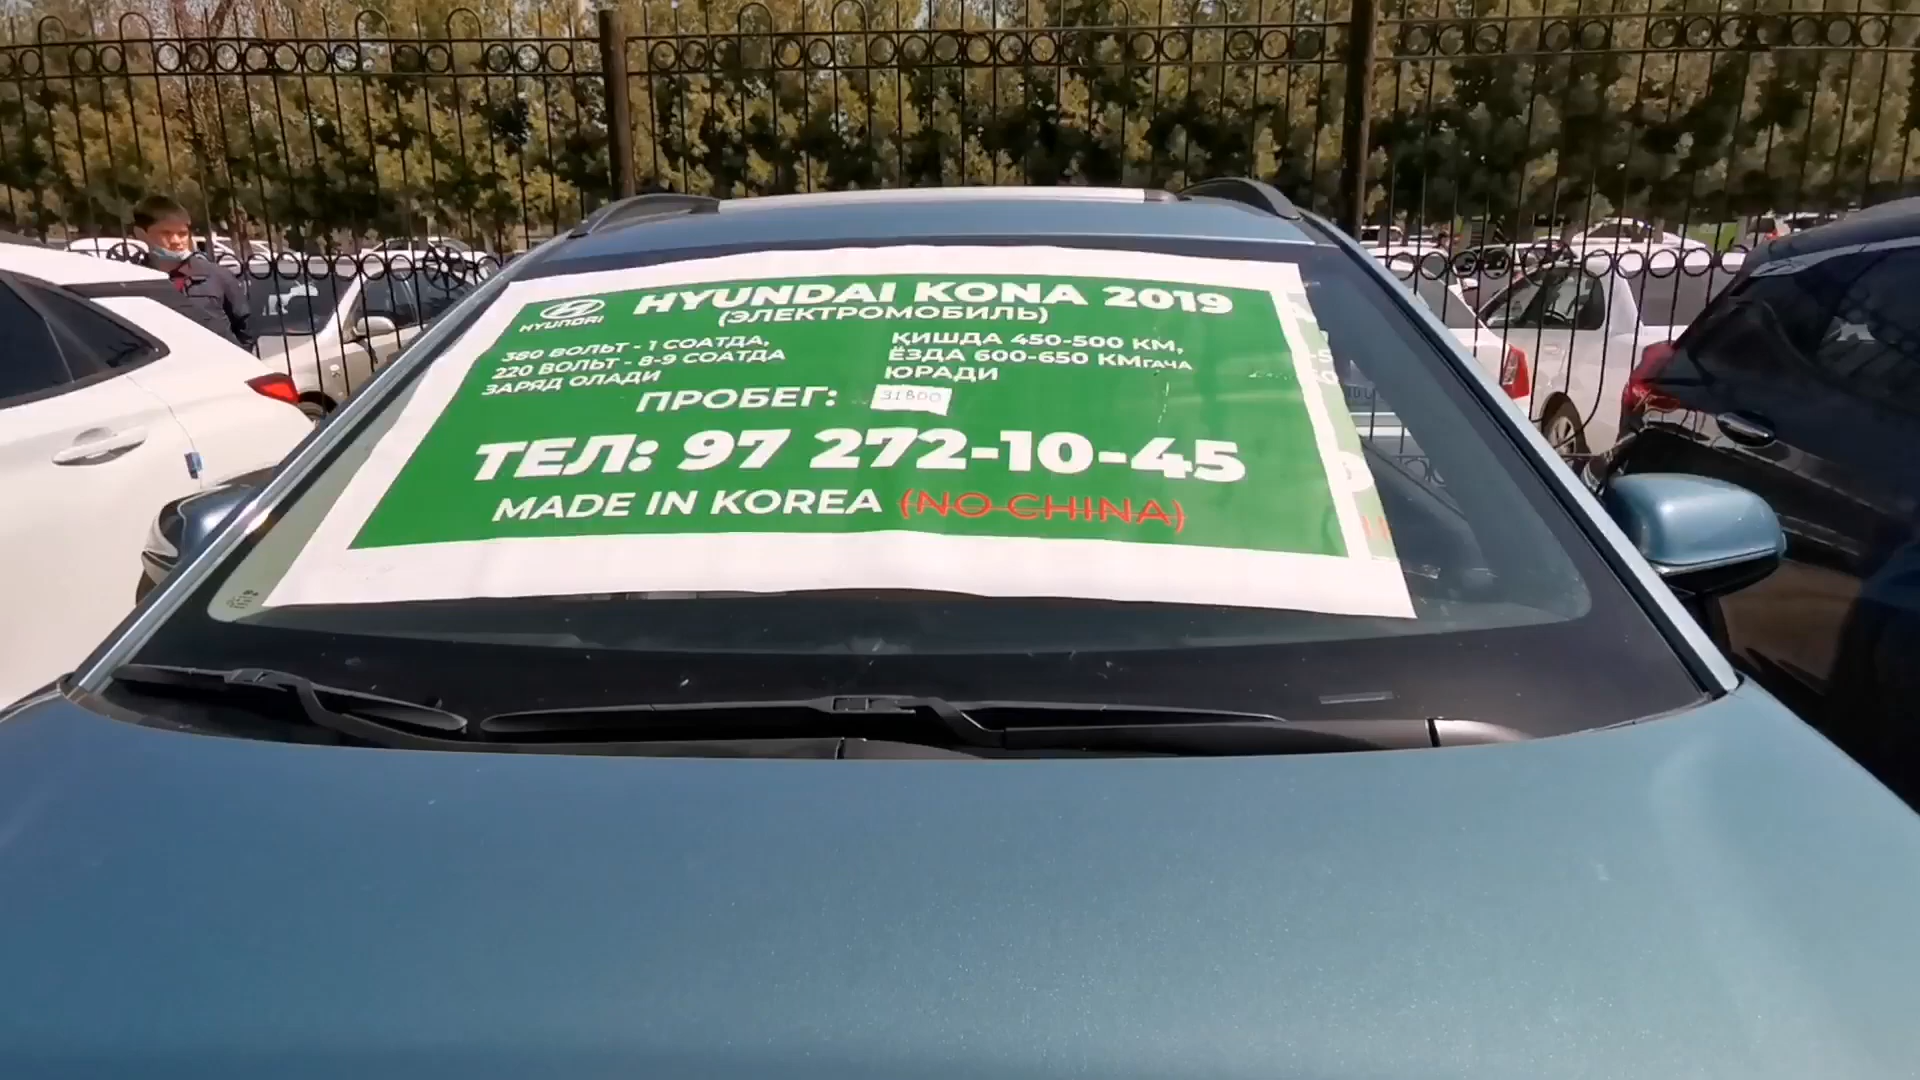 HYUNDAI
HYUNDAI KONA 2019
(ЭЛЕКТРОМОБИЛЬ)
380 ВОЛЬТ - 1 СОАТДА,
220 ВОЛЬТ - 8-9 СОАТДА
ЗАРЯД ОЛАДИ
ҚИШДА 450-500 КМ,
ЁЗДА 600-650 КМГАЧА
ЮРАДИ
ПРОБЕГ: 31800
ТЕЛ: 97 272-10-45
MADE IN KOREA (NO CHINA)